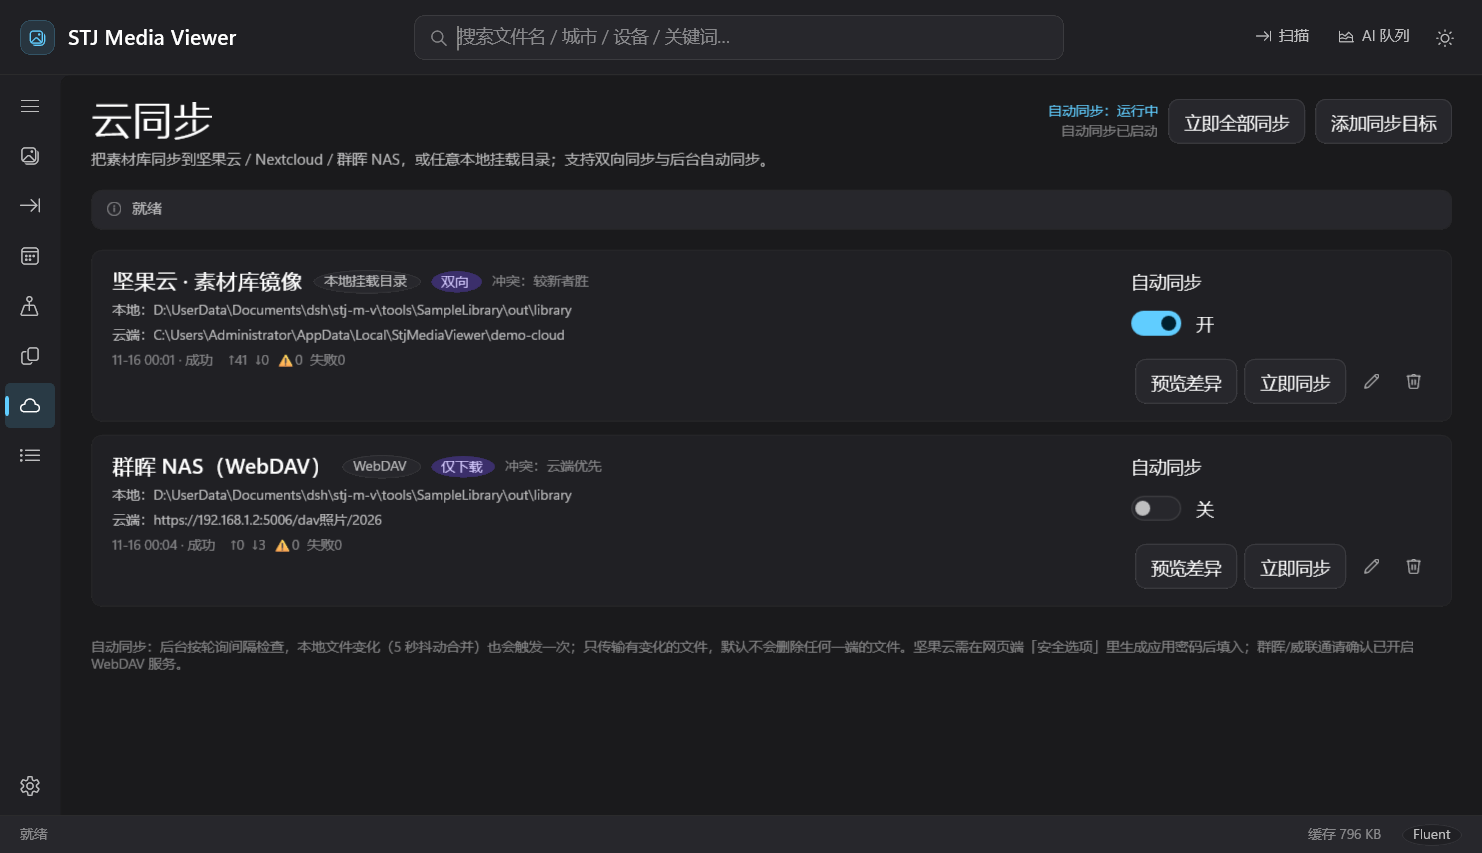 STJ Media Viewer
搜索文件名 / 城市 / 设备 / 关键词...
扫描
AI 队列
云同步
把素材库同步到坚果云 / Nextcloud / 群晖 NAS，或任意本地挂载目录；支持双向同步与后台自动同步。
自动同步：运行中
自动同步已启动
立即全部同步
添加同步目标
就绪
坚果云 · 素材库镜像 本地挂载目录 双向 冲突：较新者胜
本地：D:\UserData\Documents\dsh\stj-m-v\tools\SampleLibrary\out\library
云端：C:\Users\Administrator\AppData\Local\StjMediaViewer\demo-cloud
11-16 00:01 · 成功 ↑41 ↓0 ⚠0 失败0
自动同步
开
预览差异
立即同步
群晖 NAS（WebDAV） WebDAV 仅下载 冲突：云端优先
本地：D:\UserData\Documents\dsh\stj-m-v\tools\SampleLibrary\out\library
云端：https://192.168.1.2:5006/dav照片/2026
11-16 00:04 · 成功 ↑0 ↓3 ⚠0 失败0
自动同步
关
预览差异
立即同步
自动同步：后台按轮询间隔检查，本地文件变化（5 秒抖动合并）也会触发一次；只传输有变化的文件，默认不会删除任何一端的文件。坚果云需在网页端「安全选项」里生成应用密码后填入；群晖/威联通请确认已开启
WebDAV 服务。
就绪
缓存 796 KB
Fluent